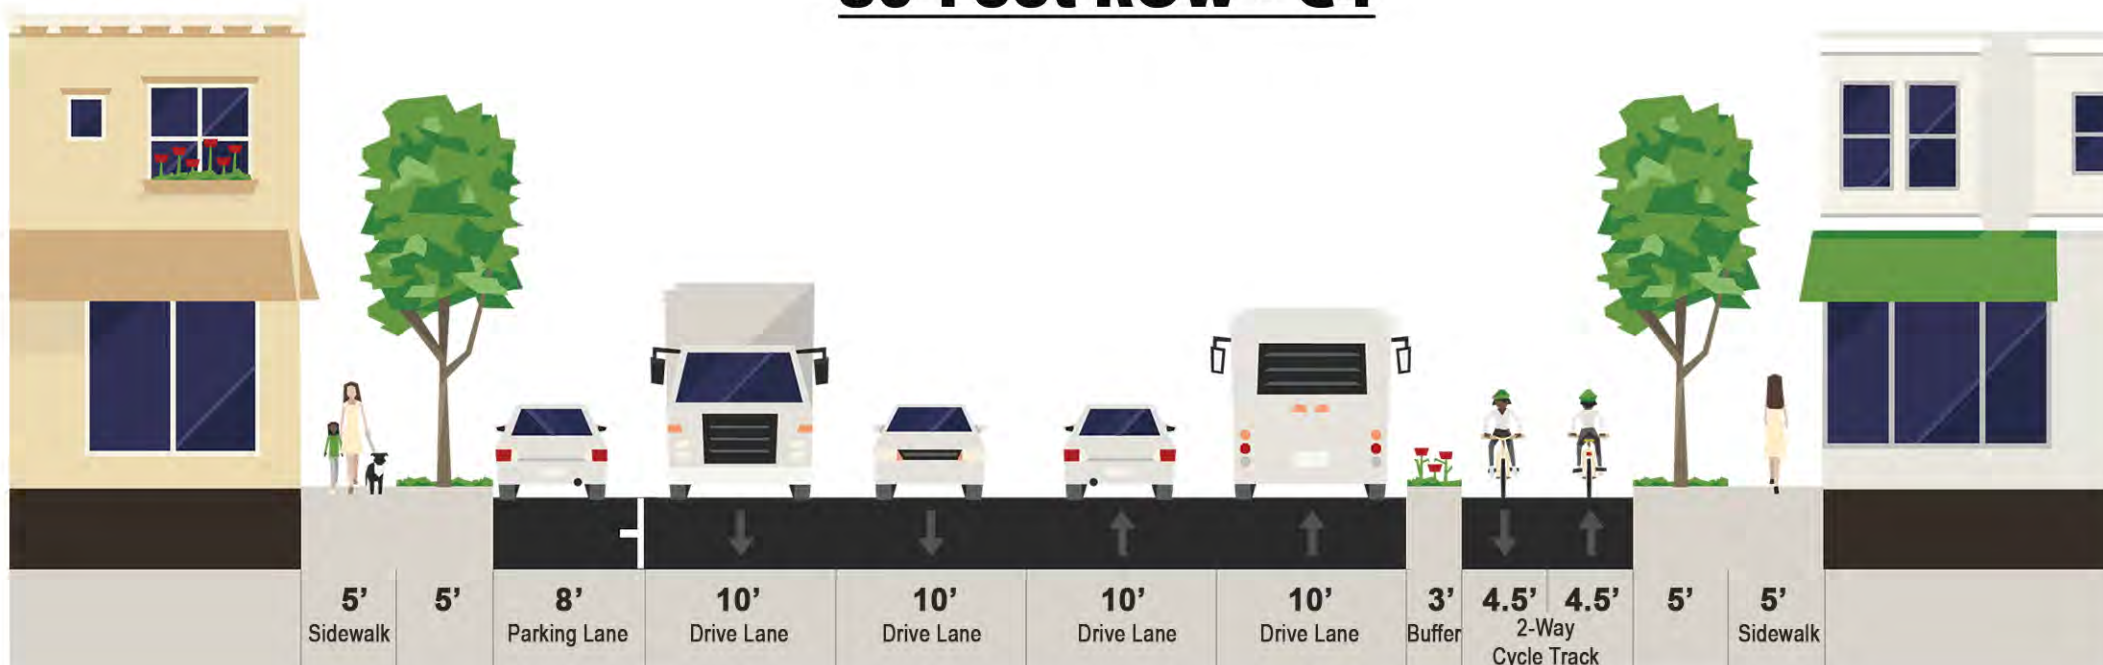 5' 5' 8' 10' 10' 10' 10' 3' 4.5' 4.5' 5' 5'
Sidewalk Parking Lane Drive Lane Drive Lane Drive Lane Drive Lane Buffer 2-Way Sidewalk
Cycle Track